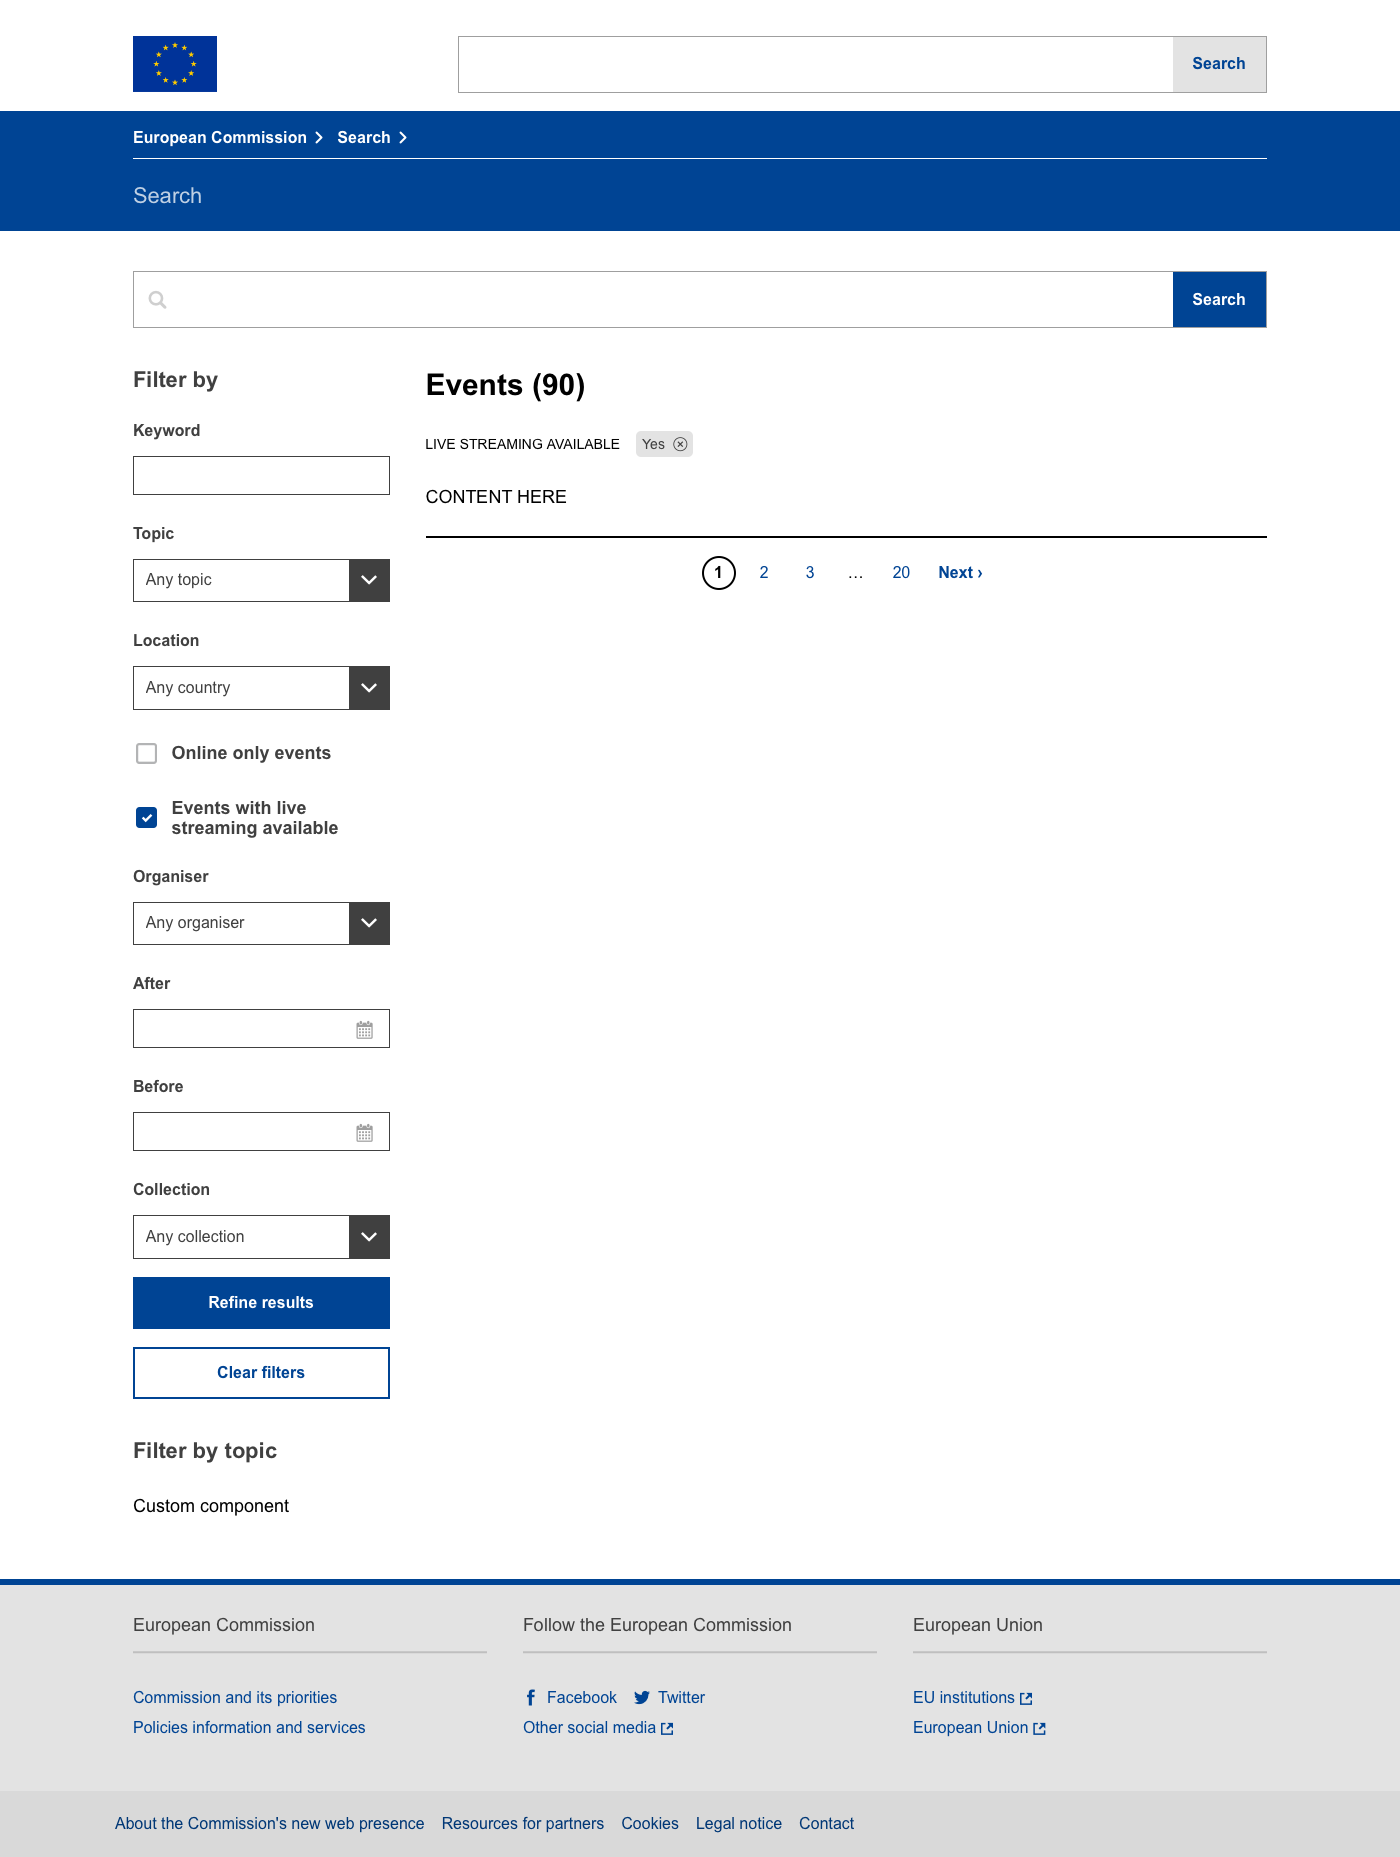 Search
European Commission Search
Search
Search
Filter by
Keyword
Topic
Any topic
Location
Any country
Online only events
Events with live
streaming available
Organiser
Any organiser
After
Before
Collection
Any collection
Refine results
Clear filters
Filter by topic
Custom component
Events (90)
LIVE STREAMING AVAILABLE Yes
CONTENT HERE
1 2 3 … 20 Next ›
European Commission
Commission and its priorities
Policies information and services
Follow the European Commission
Facebook Twitter
Other social media
European Union
EU institutions
European Union
About the Commission's new web presence Resources for partners Cookies Legal notice Contact